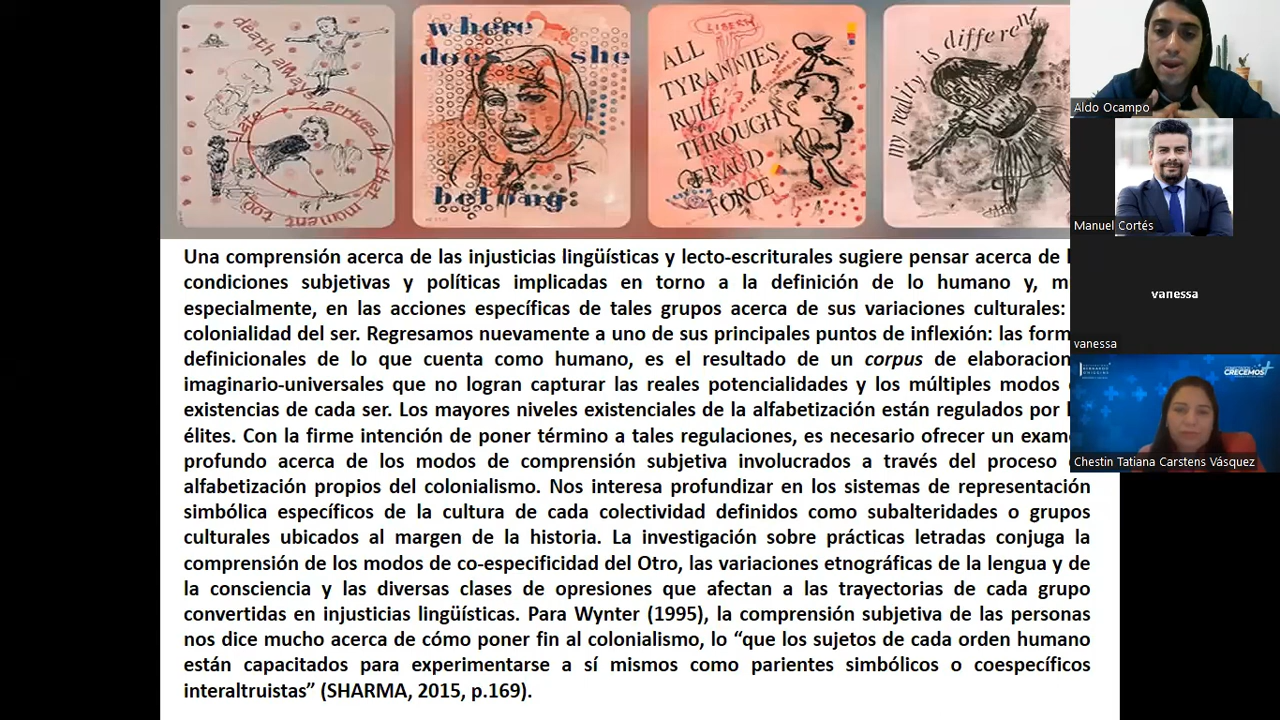 death always arrives
late
that moment too
where
does she
belong
LIBERTY
ALL
TYRANNIES
RULE
THROUGH
FRAUD AND
FORCE
my reality is different
Una comprensión acerca de las injusticias lingüísticas y lecto-escriturales sugiere pensar acerca de
condiciones subjetivas y políticas implicadas en torno a la definición de lo humano y, m
especialmente, en las acciones específicas de tales grupos acerca de sus variaciones culturales:
colonialidad del ser. Regresamos nuevamente a uno de sus principales puntos de inflexión: las form
definicionales de lo que cuenta como humano, es el resultado de un corpus de elaboracion
imaginario-universales que no logran capturar las reales potencialidades y los múltiples modos
existencias de cada ser. Los mayores niveles existenciales de la alfabetización están regulados por
élites. Con la firme intención de poner término a tales regulaciones, es necesario ofrecer un exam
profundo acerca de los modos de comprensión subjetiva involucrados a través del proceso
alfabetización propios del colonialismo. Nos interesa profundizar en los sistemas de representación
simbólica específicos de la cultura de cada colectividad definidos como subalteridades o grupos
culturales ubicados al margen de la historia. La investigación sobre prácticas letradas conjuga la
comprensión de los modos de co-especificidad del Otro, las variaciones etnográficas de la lengua y de
la consciencia y las diversas clases de opresiones que afectan a las trayectorias de cada grupo
convertidas en injusticias lingüísticas. Para Wynter (1995), la comprensión subjetiva de las personas
nos dice mucho acerca de cómo poner fin al colonialismo, lo “que los sujetos de cada orden humano
están capacitados para experimentarse a sí mismos como parientes simbólicos o coespecíficos
interaltruistas” (SHARMA, 2015, p.169).
Aldo Ocampo
Manuel Cortés
vanessa
vanessa
CRECEMOS
Chestin Tatiana Carstens Vásquez